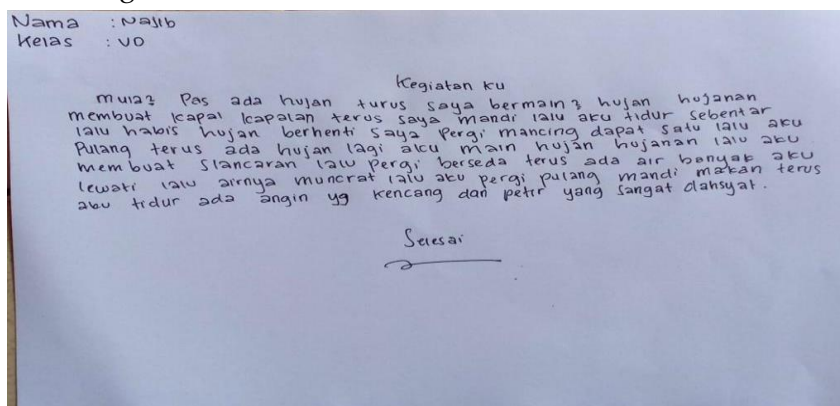 Nama : Najib
Kelas : VD
Kegiatan Ku
mula2 Pas ada hujan turus saya bermain2 hujan hujanan
membuat kapal kapalan terus saya mandi lalu aku tidur sebentar
lalu habis hujan berhenti saya Pergi mancing dapat satu lalu aku
Pulang terus ada hujan lagi aku main hujan hujanan lalu aku
membuat Slancaran lalu pergi berseda terus ada air banyak aku
lewati lalu airnya muncrat lalu aku pergi pulang mandi makan terus
aku tidur ada angin yg kencang dan petir yang sangat dahsyat.
Selesai